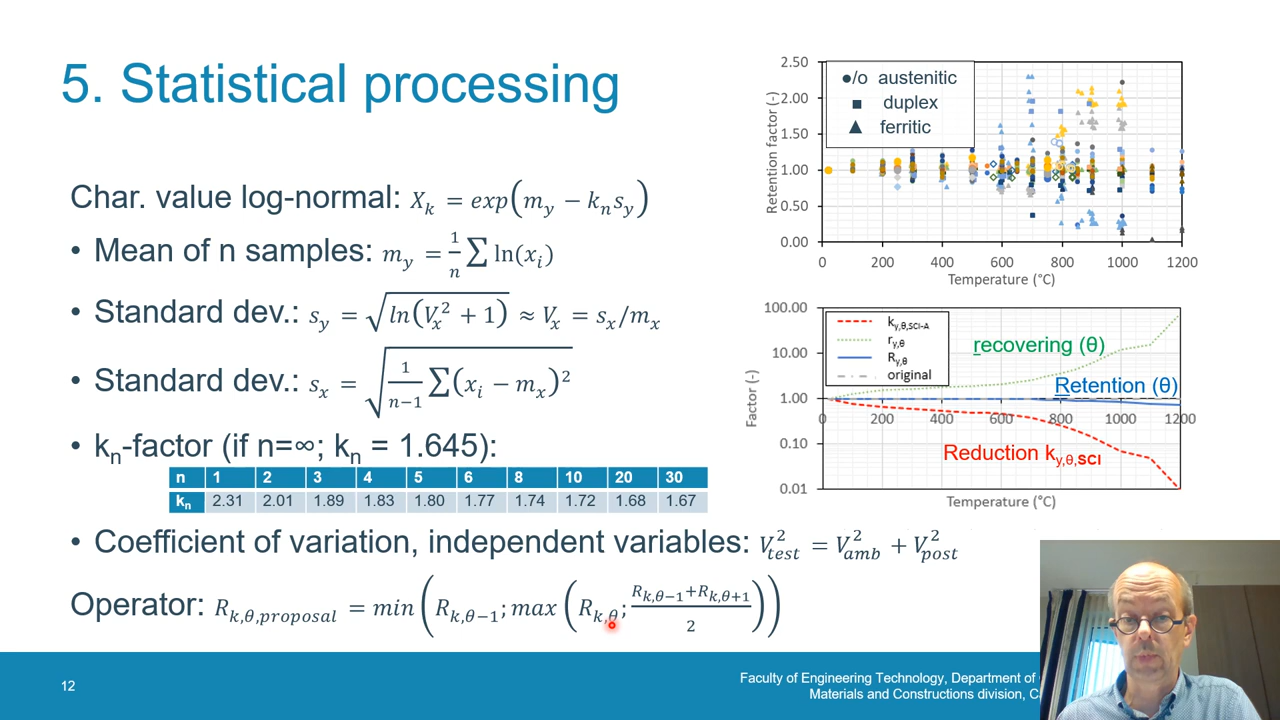 5. Statistical processing
Char. value log-normal: X_k = exp(m_y − k_n s_y)
• Mean of n samples: m_y = 1/n ∑ ln(x_i)
• Standard dev.: s_y = √(ln(V_x^2 + 1)) ≈ V_x = s_x/m_x
• Standard dev.: s_x = √(1/(n−1) ∑(x_i − m_x)^2)
• k_n-factor (if n=∞; k_n = 1.645):
n 1 2 3 4 5 6 8 10 20 30
k_n 2.31 2.01 1.89 1.83 1.80 1.77 1.74 1.72 1.68 1.67
• Coefficient of variation, independent variables: V_test^2 = V_amb^2 + V_post^2
Operator: R_k,θ,proposal = min(R_k,θ−1; max(R_k,θ; (R_k,θ−1+R_k,θ+1)/2))
2.50
2.00
1.50
1.00
0.50
0.00
Retention factor (-)
●/o austenitic
■ duplex
▲ ferritic
0 200 400 600 800 1000 1200
Temperature (°C)
100.00
10.00
1.00
0.10
0.01
Factor (-)
k_y,θ,SCI-A
r_y,θ
R_y,θ
original
recovering (θ)
Retention (θ)
0 200 400 600 800 1000 1200
Reduction k_y,θ,SCI
Temperature (°C)
12
Faculty of Engineering Technology, Department of
Materials and Constructions division,